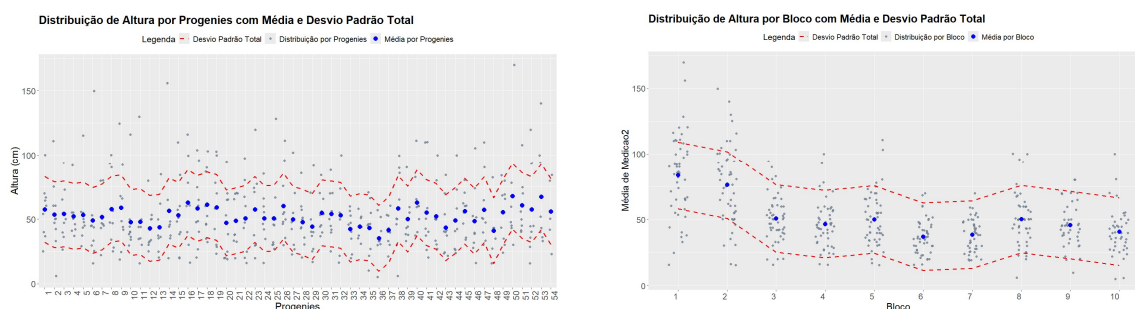 Distribuição de Altura por Progenies com Média e Desvio Padrão Total
Legenda Desvio Padrão Total Distribuição por Progenies Média por Progenies
Altura (cm)
150
100
50
0
1 2 3 4 5 6 7 8 9 10 11 12 13 14 15 16 17 18 19 20 21 22 23 24 25 26 27 28 29 31 32 33 34 35 36 37 38 39 40 41 42 43 44 45 46 47 48 49 50 51 52 53 54
Progenies
Distribuição de Altura por Bloco com Média e Desvio Padrão Total
Legenda Desvio Padrão Total Distribuição por Bloco Média por Bloco
Média de Medicao2
150
100
50
0
1 2 3 4 5 6 7 8 9 10
Bloco